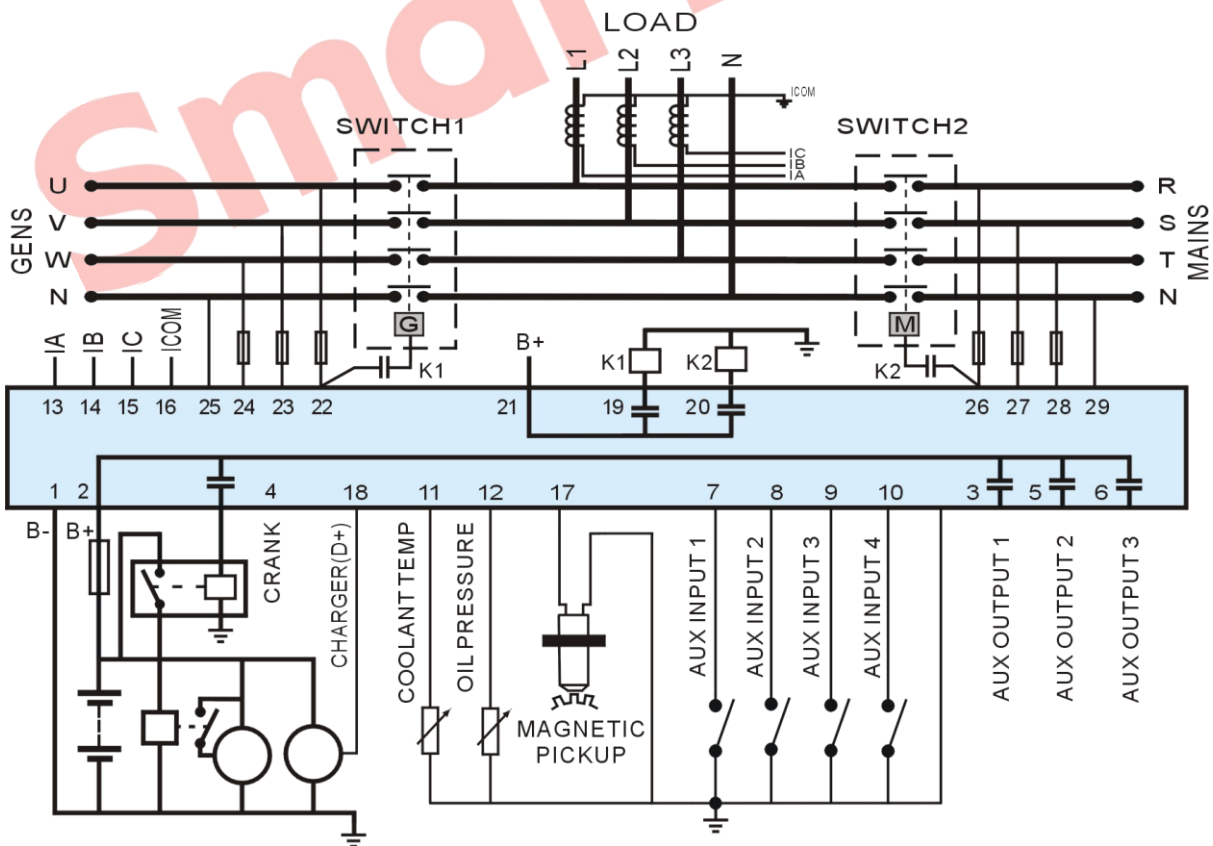 Smar
LOAD
L1 L2 L3 N
ICOM
SWITCH1 SWITCH2
IC
IB
IA
GENS
U
V
W
N
MAINS
R
S
T
N
G M
IA IB IC ICOM
B+
K1 K1 K2 K2
13 14 15 16 25 24 23 22 21 19 20 26 27 28 29
1 2 4 18 11 12 17 7 8 9 10 3 5 6
B- B+
CRANK
CHARGER(D+)
COOLANT TEMP
OIL PRESSURE
MAGNETIC
PICKUP
AUX INPUT 1
AUX INPUT 2
AUX INPUT 3
AUX INPUT 4
AUX OUTPUT 1
AUX OUTPUT 2
AUX OUTPUT 3